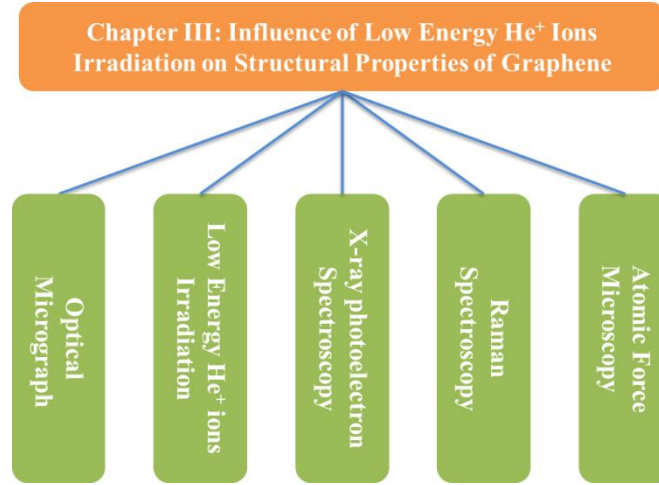 Chapter III: Influence of Low Energy He⁺ Ions
Irradiation on Structural Properties of Graphene
Optical
Micrograph
Low Energy He⁺ ions
Irradiation
X-ray photoelectron
Spectroscopy
Raman
Spectroscopy
Atomic Force
Microscopy